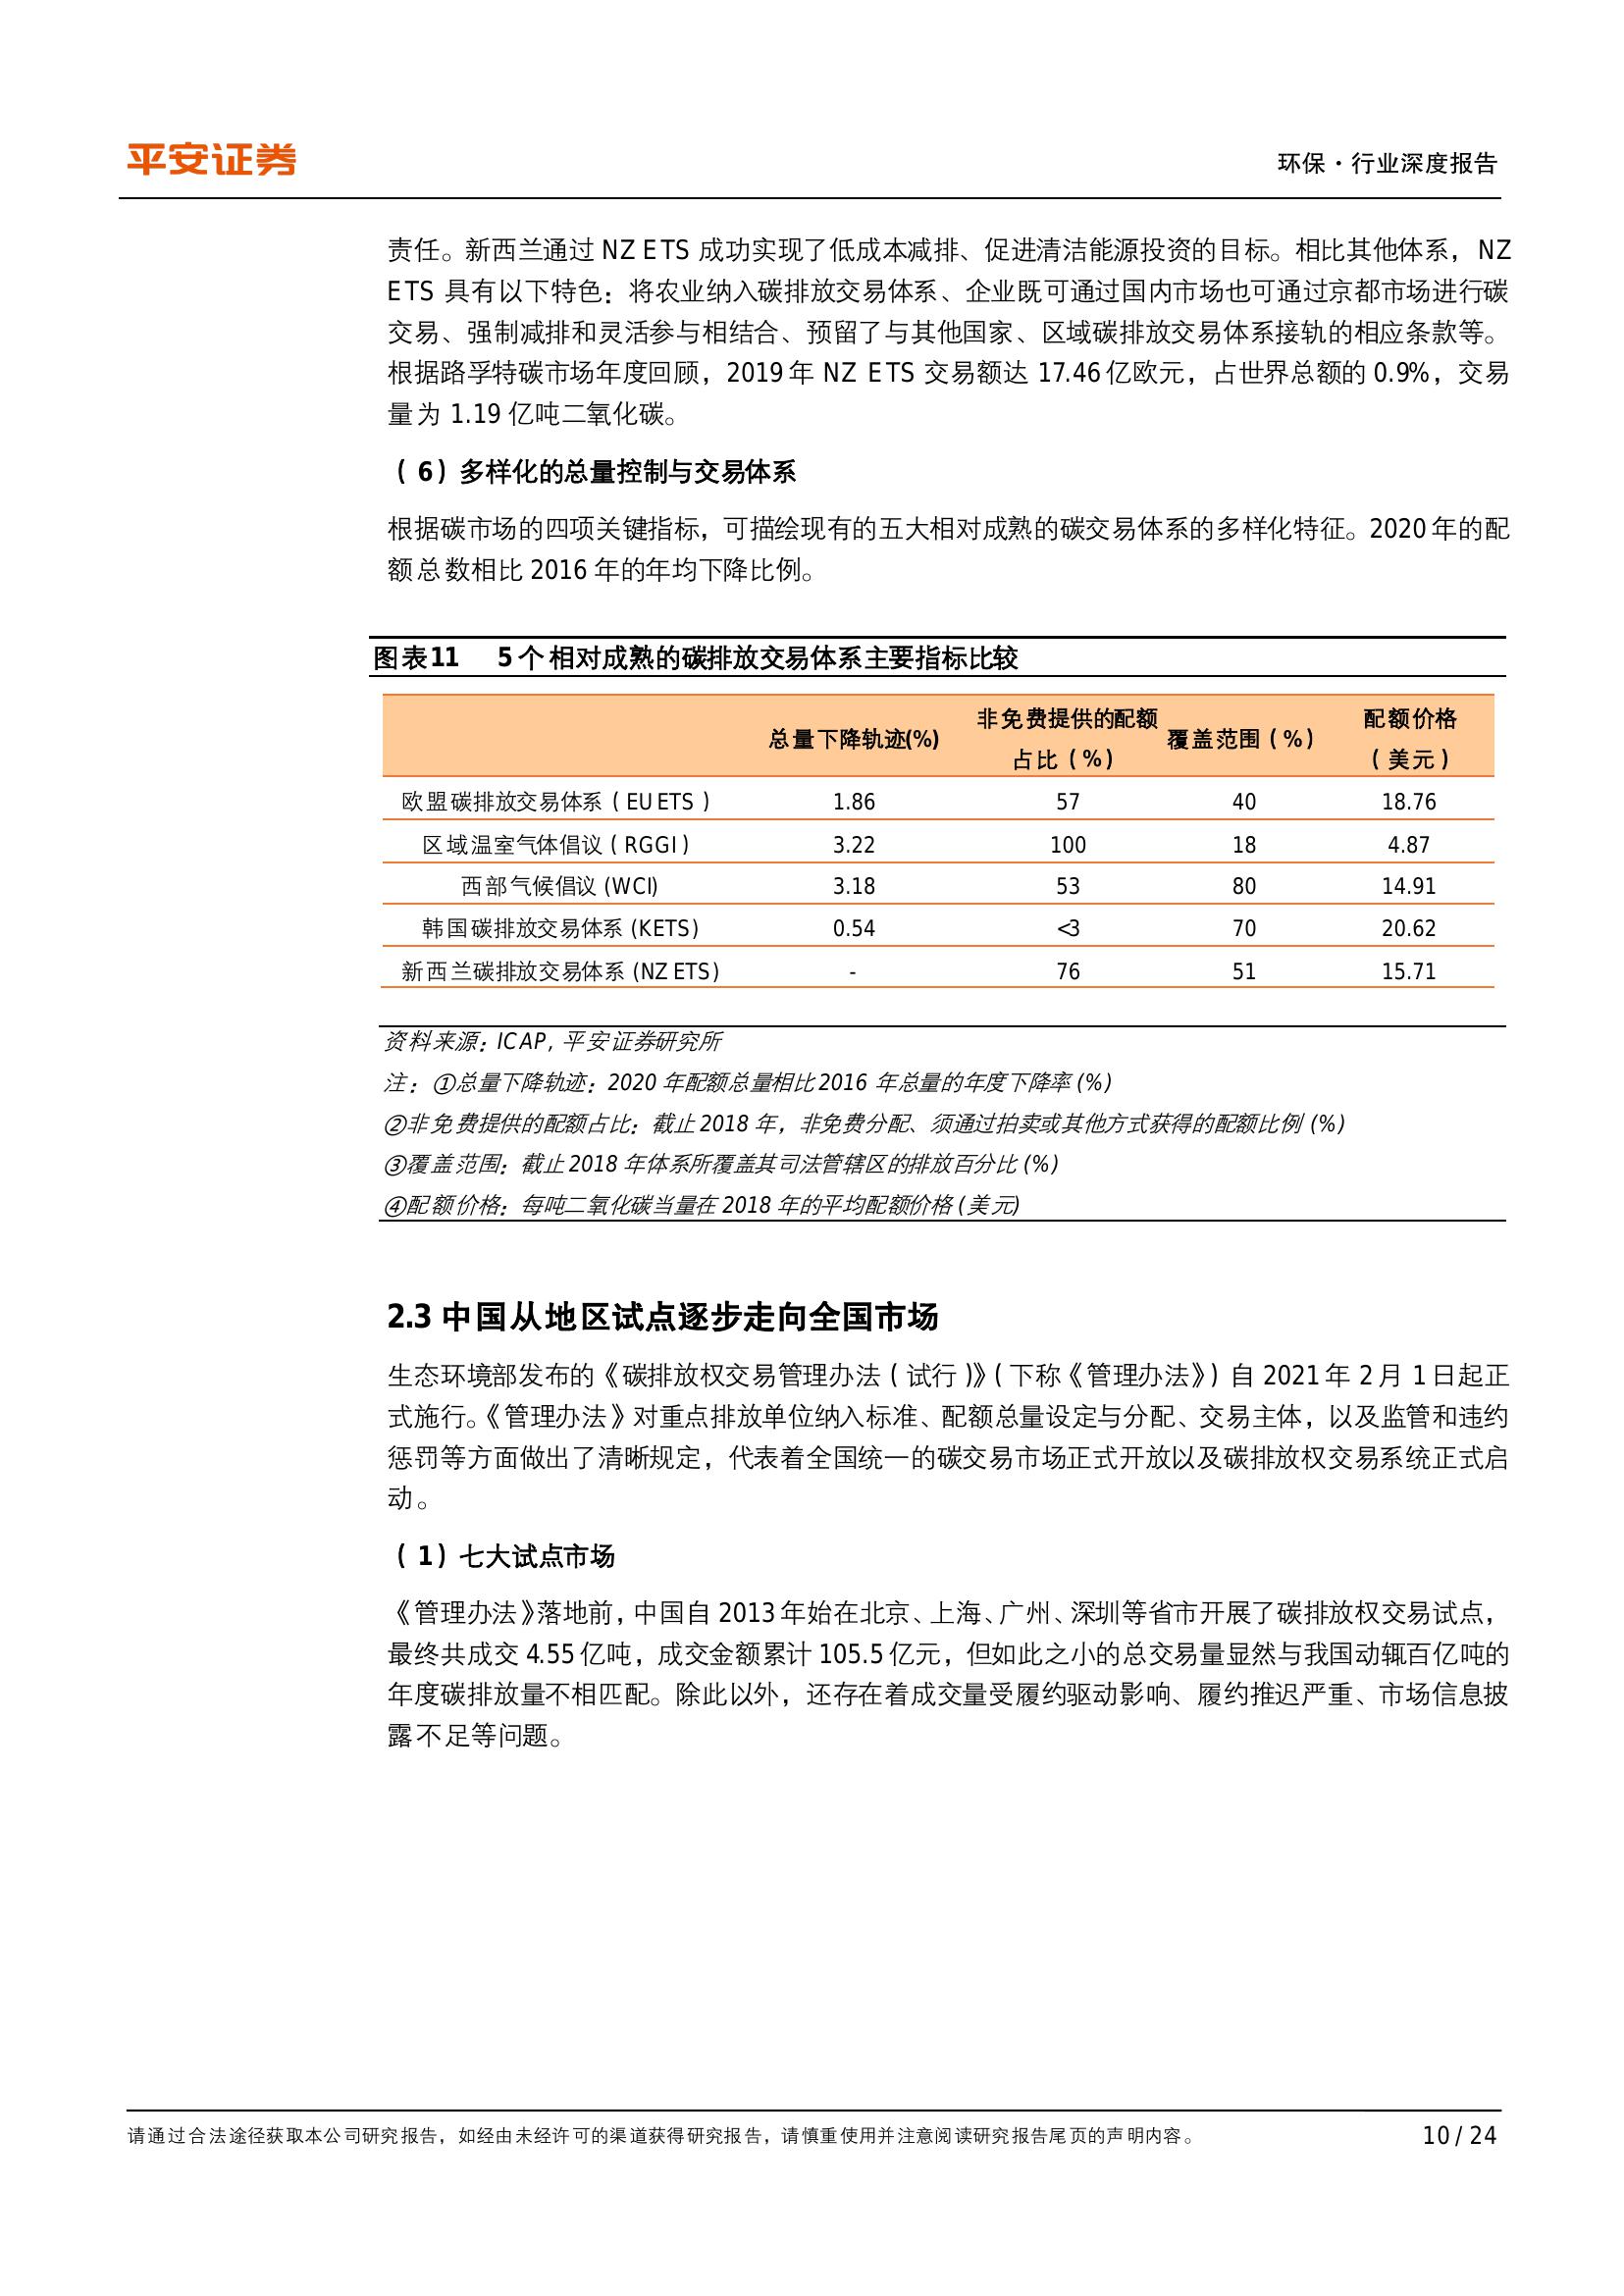 平安证券
环保·行业深度报告
责任。新西兰通过 NZ ETS 成功实现了低成本减排、促进清洁能源投资的目标。相比其他体系，NZ
ETS 具有以下特色：将农业纳入碳排放交易体系、企业既可通过国内市场也可通过京都市场进行碳
交易、强制减排和灵活参与相结合、预留了与其他国家、区域碳排放交易体系接轨的相应条款等。
根据路孚特碳市场年度回顾，2019 年 NZ ETS 交易额达 17.46 亿欧元，占世界总额的 0.9%，交易
量为 1.19 亿吨二氧化碳。
（6）多样化的总量控制与交易体系
根据碳市场的四项关键指标，可描绘现有的五大相对成熟的碳交易体系的多样化特征。2020 年的配
额总数相比 2016 年的年均下降比例。
图表11 5个相对成熟的碳排放交易体系主要指标比较
总量下降轨迹(%) 非免费提供的配额占比（%） 覆盖范围（%） 配额价格（美元）
欧盟碳排放交易体系（EU ETS） 1.86 57 40 18.76
区域温室气体倡议（RGGI） 3.22 100 18 4.87
西部气候倡议(WCI) 3.18 53 80 14.91
韩国碳排放交易体系(KETS) 0.54 <3 70 20.62
新西兰碳排放交易体系(NZ ETS) - 76 51 15.71
资料来源：ICAP, 平安证券研究所
注：①总量下降轨迹：2020 年配额总量相比 2016 年总量的年度下降率(%)
②非免费提供的配额占比：截止 2018 年，非免费分配、须通过拍卖或其他方式获得的配额比例(%)
③覆盖范围：截止 2018 年体系所覆盖其司法管辖区的排放百分比(%)
④配额价格：每吨二氧化碳当量在 2018 年的平均配额价格(美元)
2.3 中国从地区试点逐步走向全国市场
生态环境部发布的《碳排放权交易管理办法（试行）》（下称《管理办法》）自 2021 年 2 月 1 日起正
式施行。《管理办法》对重点排放单位纳入标准、配额总量设定与分配、交易主体，以及监管和违约
惩罚等方面做出了清晰规定，代表着全国统一的碳交易市场正式开放以及碳排放权交易系统正式启
动。
（1）七大试点市场
《管理办法》落地前，中国自 2013 年始在北京、上海、广州、深圳等省市开展了碳排放权交易试点，
最终共成交 4.55 亿吨，成交金额累计 105.5 亿元，但如此之小的总交易量显然与我国动辄百亿吨的
年度碳排放量不相匹配。除此以外，还存在着成交量受履约驱动影响、履约推迟严重、市场信息披
露不足等问题。
请通过合法途径获取本公司研究报告，如经由未经许可的渠道获得研究报告，请慎重使用并注意阅读研究报告尾页的声明内容。
10 / 24